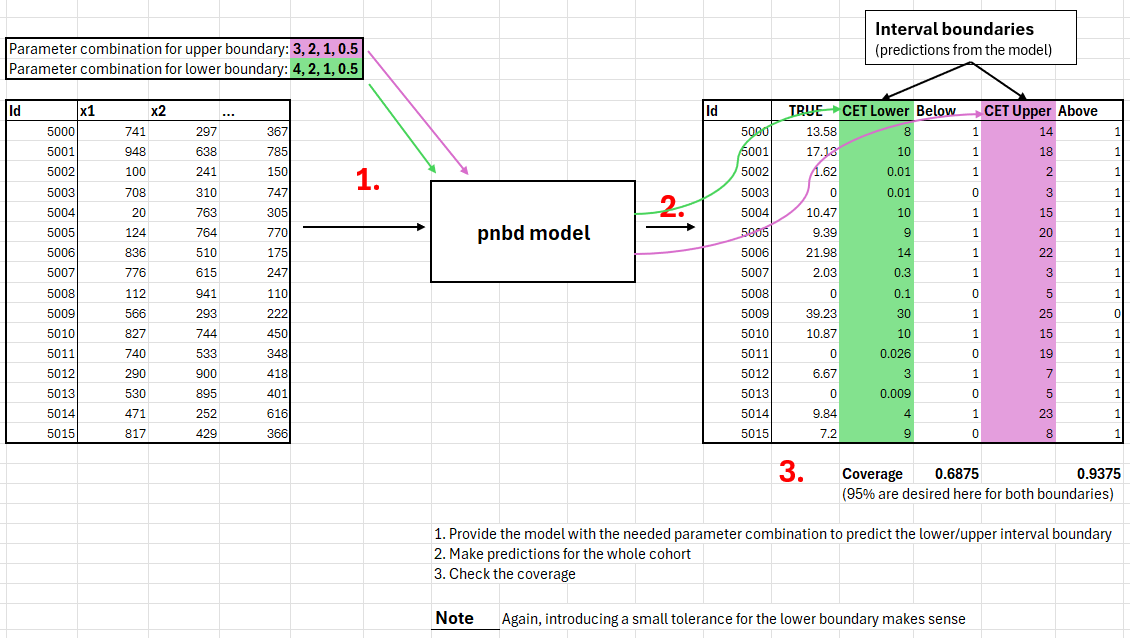 Interval boundaries
(predictions from the model)
Parameter combination for upper boundary: 3, 2, 1, 0.5
Parameter combination for lower boundary: 4, 2, 1, 0.5
Id x1 x2 ...
5000 741 297 367
5001 948 638 785
5002 100 241 150
5003 708 310 747
5004 20 763 305
5005 124 764 770
5006 836 510 175
5007 776 615 247
5008 112 941 110
5009 566 293 222
5010 827 744 450
5011 740 533 348
5012 290 900 418
5013 530 895 401
5014 471 252 616
5015 817 429 366
1.
pnbd model
2.
Id TRUE CET Lower Below CET Upper Above
5000 13.58 8 1 14 1
5001 17.13 10 1 18 1
5002 1.62 0.01 1 2 1
5003 0 0.01 0 3 1
5004 10.47 10 1 15 1
5005 9.39 9 1 20 1
5006 21.98 14 1 22 1
5007 2.03 0.3 1 3 1
5008 0 0.1 0 5 1
5009 39.23 30 1 25 0
5010 10.87 10 1 15 1
5011 0 0.026 0 19 1
5012 6.67 3 1 7 1
5013 0 0.009 0 5 1
5014 9.84 4 1 23 1
5015 7.2 9 0 8 1
3.
Coverage 0.6875 0.9375
(95% are desired here for both boundaries)
1. Provide the model with the needed parameter combination to predict the lower/upper interval boundary
2. Make predictions for the whole cohort
3. Check the coverage
Note Again, introducing a small tolerance for the lower boundary makes sense